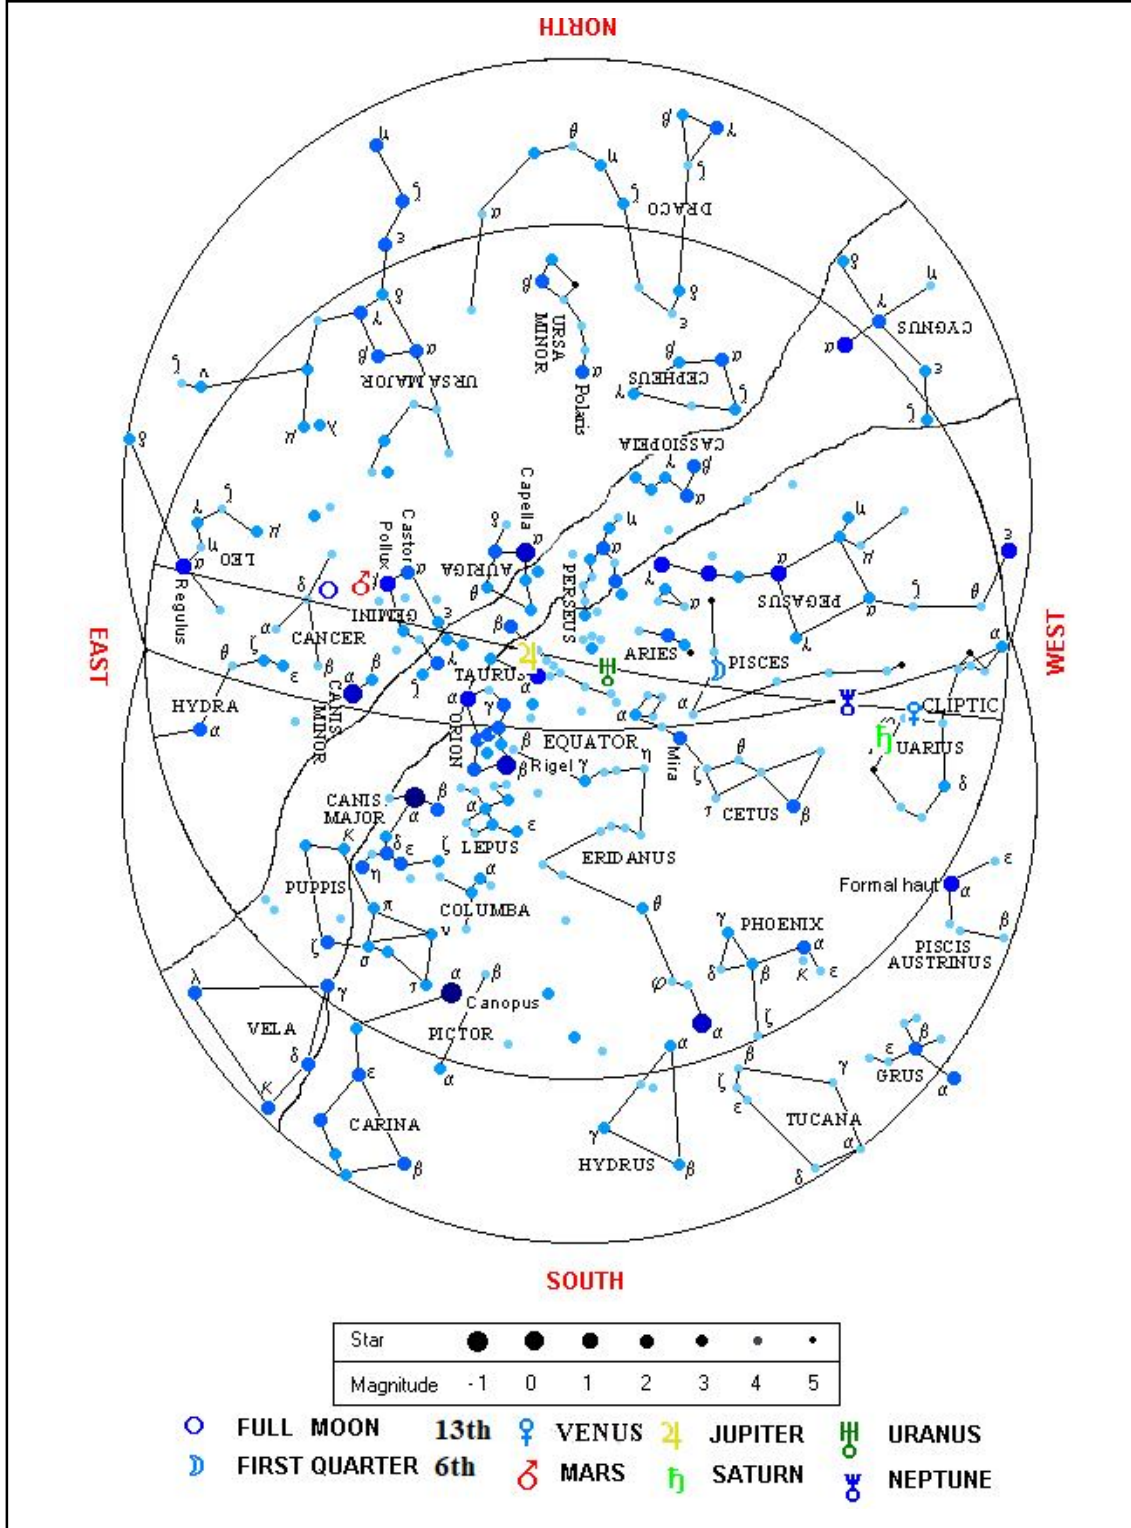 NORTH
μ
β γ
θ
ζ
μ
ζ
α
ζ
DRACO
ε
δ
δ
η
β
δ
ε
γ
γ
CYGNUS
α
URSA
MINOR
β
α
URSA MAJOR
β
α
CEPHEUS
ε
ζ
ν
α
Polaris
γ
ζ
ζ
μ
λ
δ
CASSIOPEIA
γ
β
α
Capella
ζ
γ
μ
η
LEO
α
Castor
Pollux
α
β
δ
α
AURIGA
θ
η
PERSEUS
η
μ
α
γ
α
PEGASUS
ε
Regulus
δ
GEMINI
ε
β
α
ζ
θ
EAST
CANCER
α
β
γ
ζ
TAURUS
α
ARIES
PISCES
γ
α
WEST
θ
ζ
ε
HYDRA
α
β
α
CANIS
MINOR
ORION
α
γ
α
α
CLIPTIC
ε
UARIUS
EQUATOR
β
Rigel
γ
η
Mira
ζ
θ
τ
CETUS
β
δ
CANIS
MAJOR
α
β
β
α
LEPUS
ε
κ
δ
ε
ζ
η
ERIDANUS
PUPPIS
α
COLUMBA
π
ν
θ
Formal haut
ε
α
γ
PHOENIX
α
β
ζ
σ
PISCIS
AUSTRINUS
δ
β
κ
ε
λ
γ
τ
α
β
Canopus
φ
VELA
PICTOR
α
ζ
δ
α
β
β
ε
GRUS
ε
α
ζ
γ
α
κ
ε
CARINA
TUCANA
γ
α
HYDRUS
β
β
δ
SOUTH
Star
Magnitude -1 0 1 2 3 4 5
FULL MOON 13th VENUS JUPITER URANUS
FIRST QUARTER 6th MARS SATURN NEPTUNE